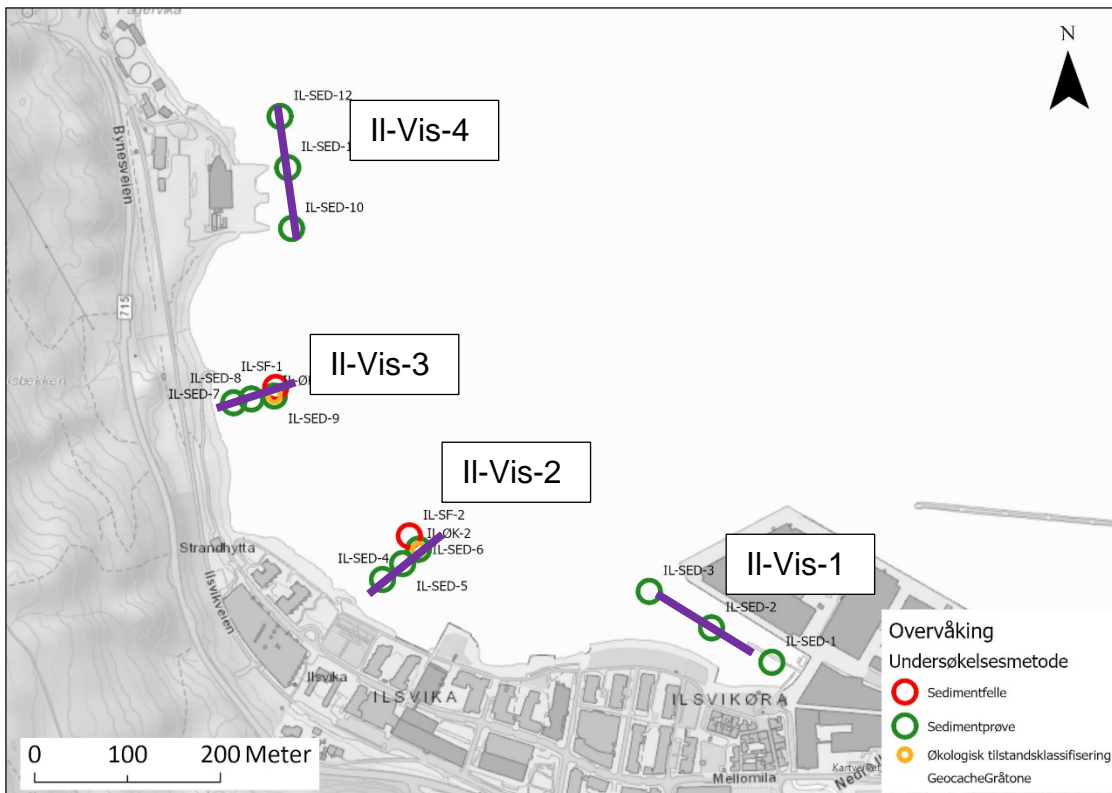 Fagervika
N
IL-SED-12
Il-Vis-4
Bynesveien
IL-SED-1
IL-SED-10
715
Il-Vis-3
IL-SF-1
IL-SED-8
IL-SED-7
IL-SED-9
Il-Vis-2
IL-SF-2
IL-ØK-2
IL-SED-6
IL-SED-4
IL-SED-5
Strandhytta
Ilsvikveien
Il-Vis-1
IL-SED-3
IL-SED-2
IL-SED-1
Ilsvika
ILSVIKA
ILSVIKØRA
Mellomila
Overvåking
Undersøkelsesmetode
Sedimentfelle
Sedimentprøve
Økologisk tilstandsklassifisering
GeocacheGråtone
0 100 200 Meter